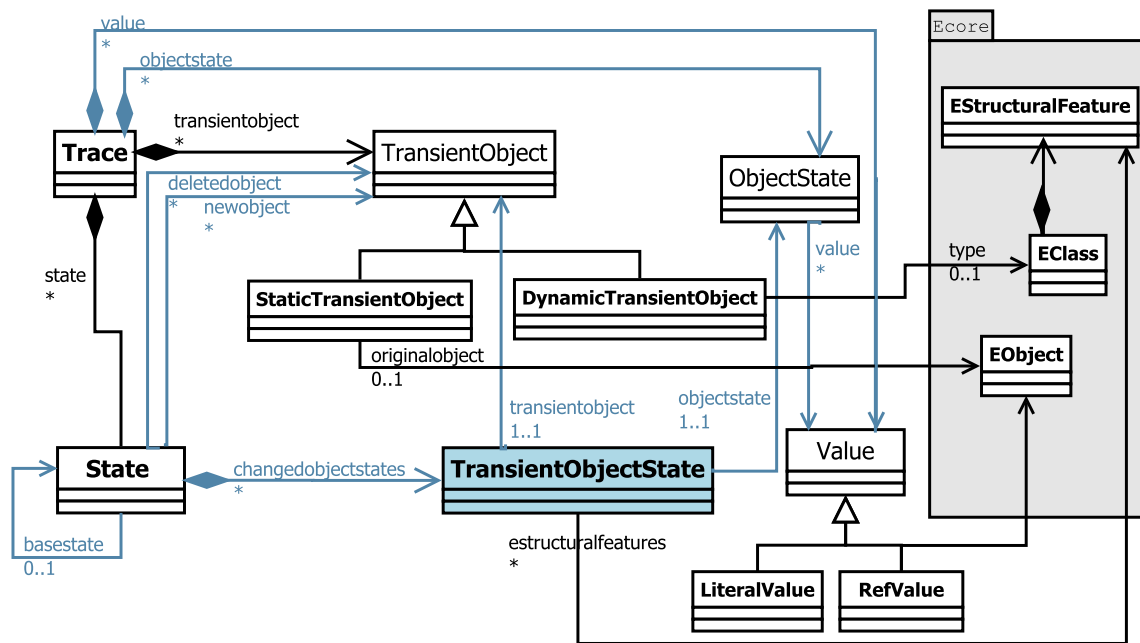 value
*
Ecore
objectstate
*
EStructuralFeature
transientobject
*
Trace
TransientObject
ObjectState
deletedobject
*
newobject
*
state
*
value
*
type
0..1
EClass
StaticTransientObject
DynamicTransientObject
originalobject
0..1
EObject
transientobject
1..1
objectstate
1..1
State
changedobjectstates
*
TransientObjectState
Value
basestate
0..1
estructuralfeatures
*
LiteralValue
RefValue